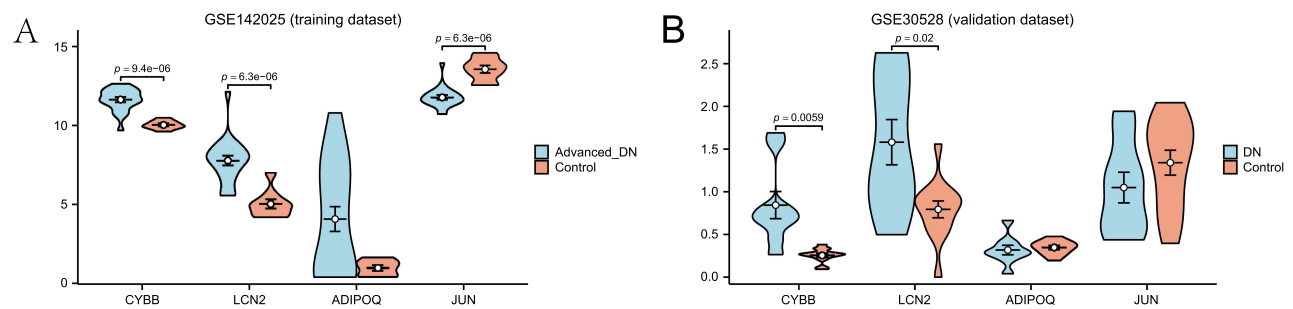 A
GSE142025 (training dataset)
15
10
5
0
p = 9.4e−06
p = 6.3e−06
p = 6.3e−06
CYBB
LCN2
ADIPOQ
JUN
Advanced_DN
Control
B
GSE30528 (validation dataset)
2.5
2.0
1.5
1.0
0.5
0.0
p = 0.0059
p = 0.02
CYBB
LCN2
ADIPOQ
JUN
DN
Control